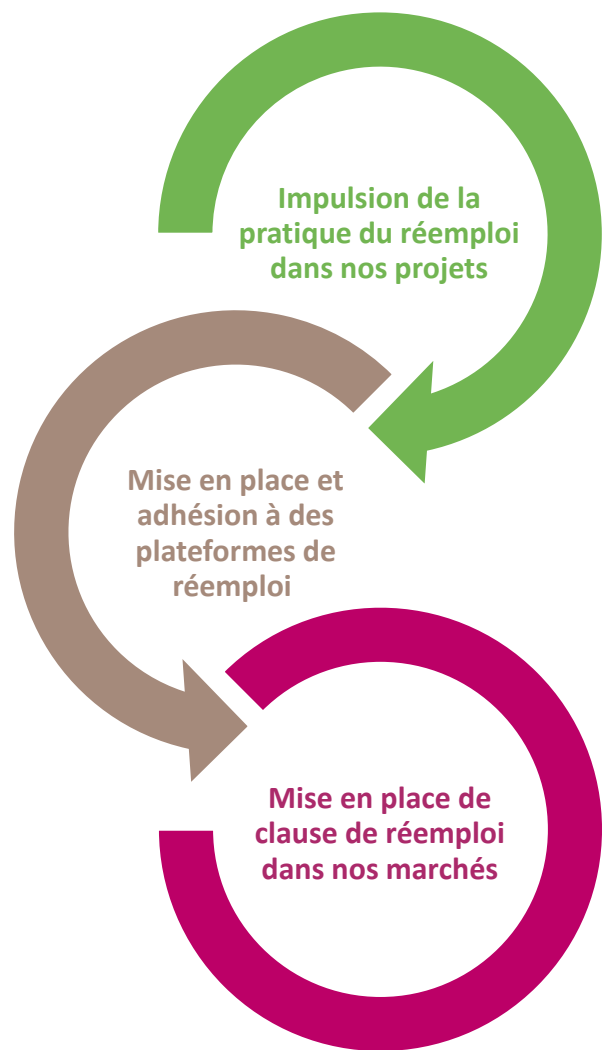 Impulsion de la
pratique du réemploi
dans nos projets
Mise en place et
adhésion à des
plateformes de
réemploi
Mise en place de
clause de réemploi
dans nos marchés